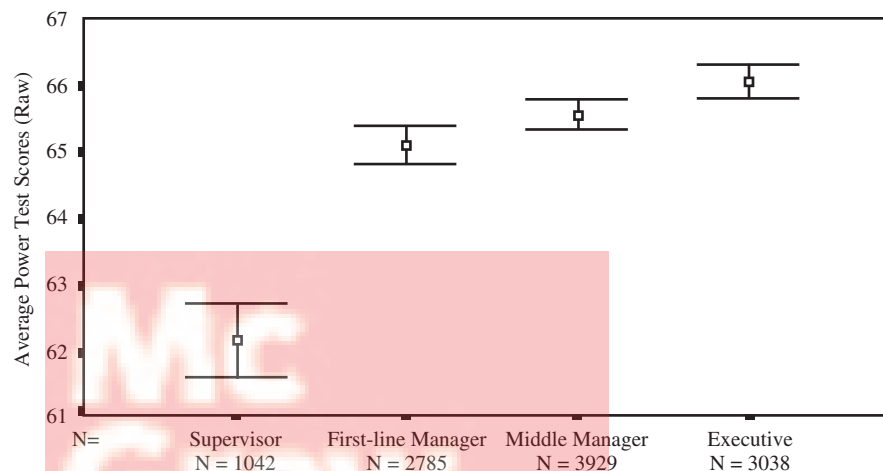 Average Power Test Scores (Raw)
67
66
65
64
63
62
61
Mc
N= Supervisor First-line Manager Middle Manager Executive
N = 1042 N = 2785 N = 3929 N = 3038